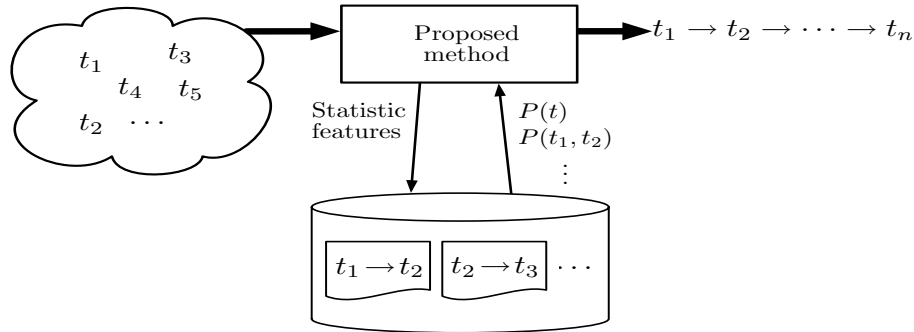 t₁ t₃
t₄ t₅
t₂ ⋯
Proposed
method
t₁ → t₂ → ⋯ → tₙ
Statistic
features
P(t)
P(t₁, t₂)
⋮
t₁ → t₂
t₂ → t₃
⋯